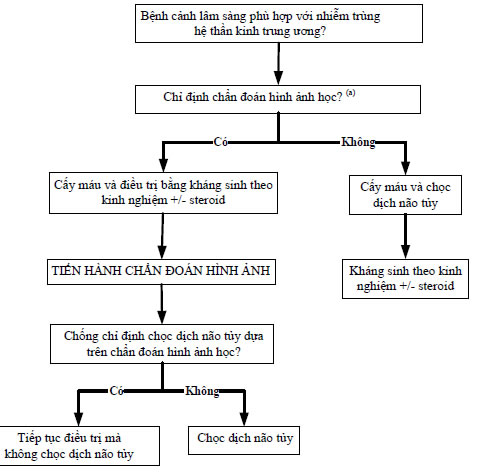 Bệnh cảnh lâm sàng phù hợp với nhiễm trùng
hệ thần kinh trung ương?
Chỉ định chẩn đoán hình ảnh học? (a)
Có
Không
Cấy máu và điều trị bằng kháng sinh theo
kinh nghiệm +/- steroid
Cấy máu và chọc
dịch não tủy
TIẾN HÀNH CHẨN ĐOÁN HÌNH ẢNH
Kháng sinh theo kinh
nghiệm +/- steroid
Chống chỉ định chọc dịch não tủy dựa
trên chẩn đoán hình ảnh học?
Có
Không
Tiếp tục điều trị mà
không chọc dịch não tủy
Chọc dịch não tủy